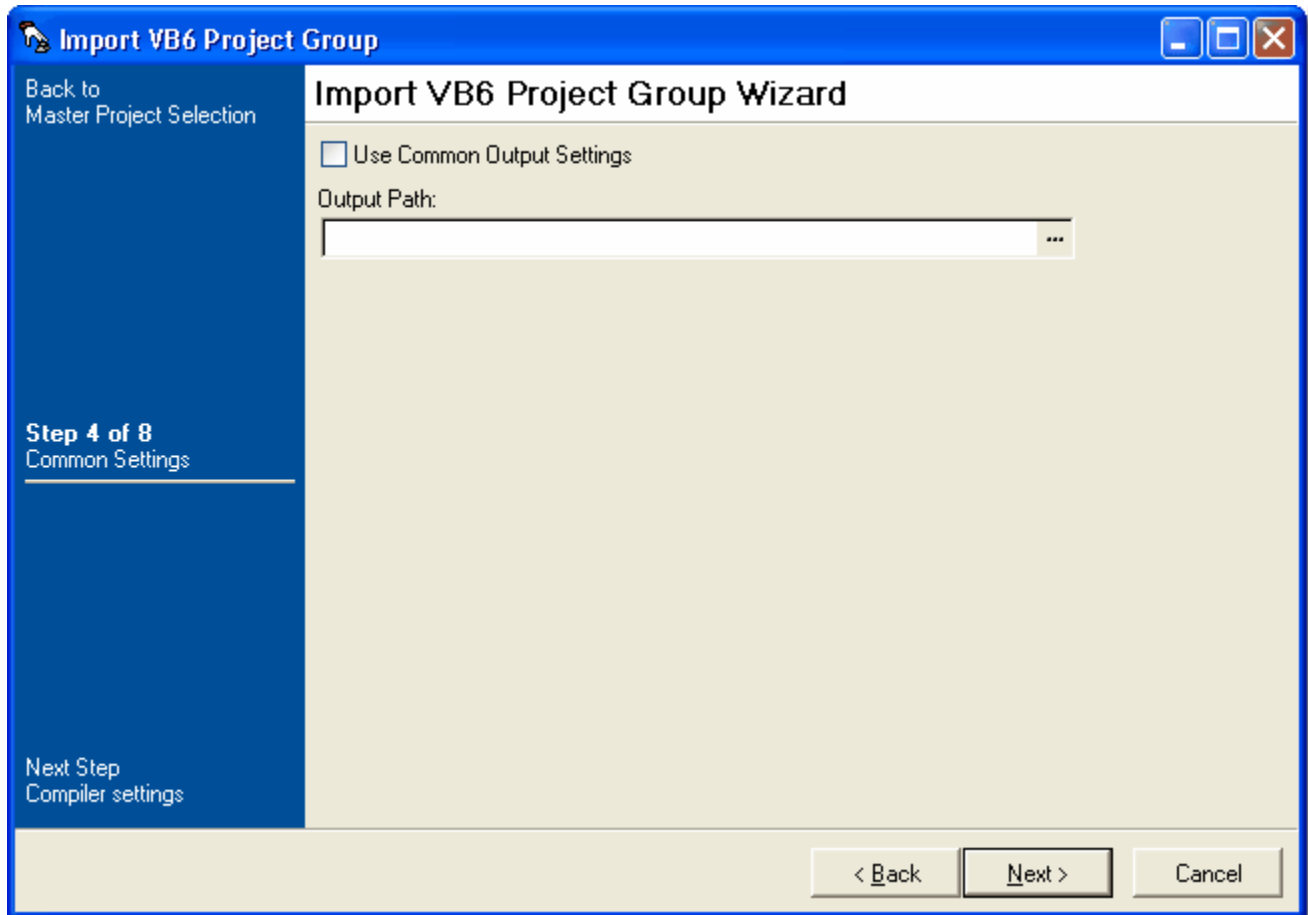 Import VB6 Project Group
Back to
Master Project Selection
Import VB6 Project Group Wizard
Use Common Output Settings
Output Path:
...
Step 4 of 8
Common Settings
Next Step
Compiler settings
< Back
Next >
Cancel